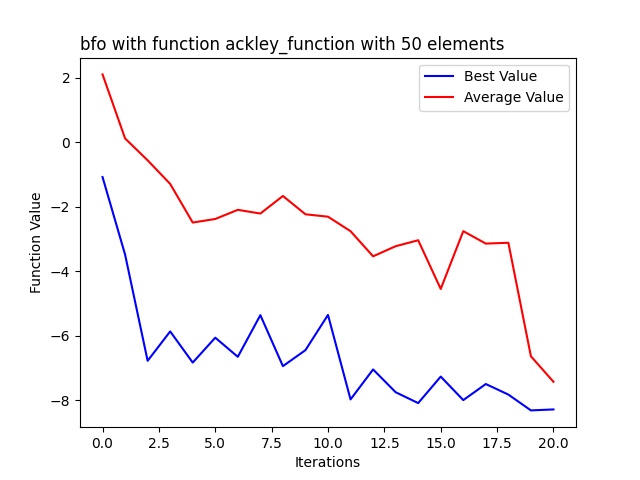 bfo with function ackley_function with 50 elements
Best Value
Average Value
2
0
−2
−4
−6
−8
Function Value
0.0 2.5 5.0 7.5 10.0 12.5 15.0 17.5 20.0
Iterations